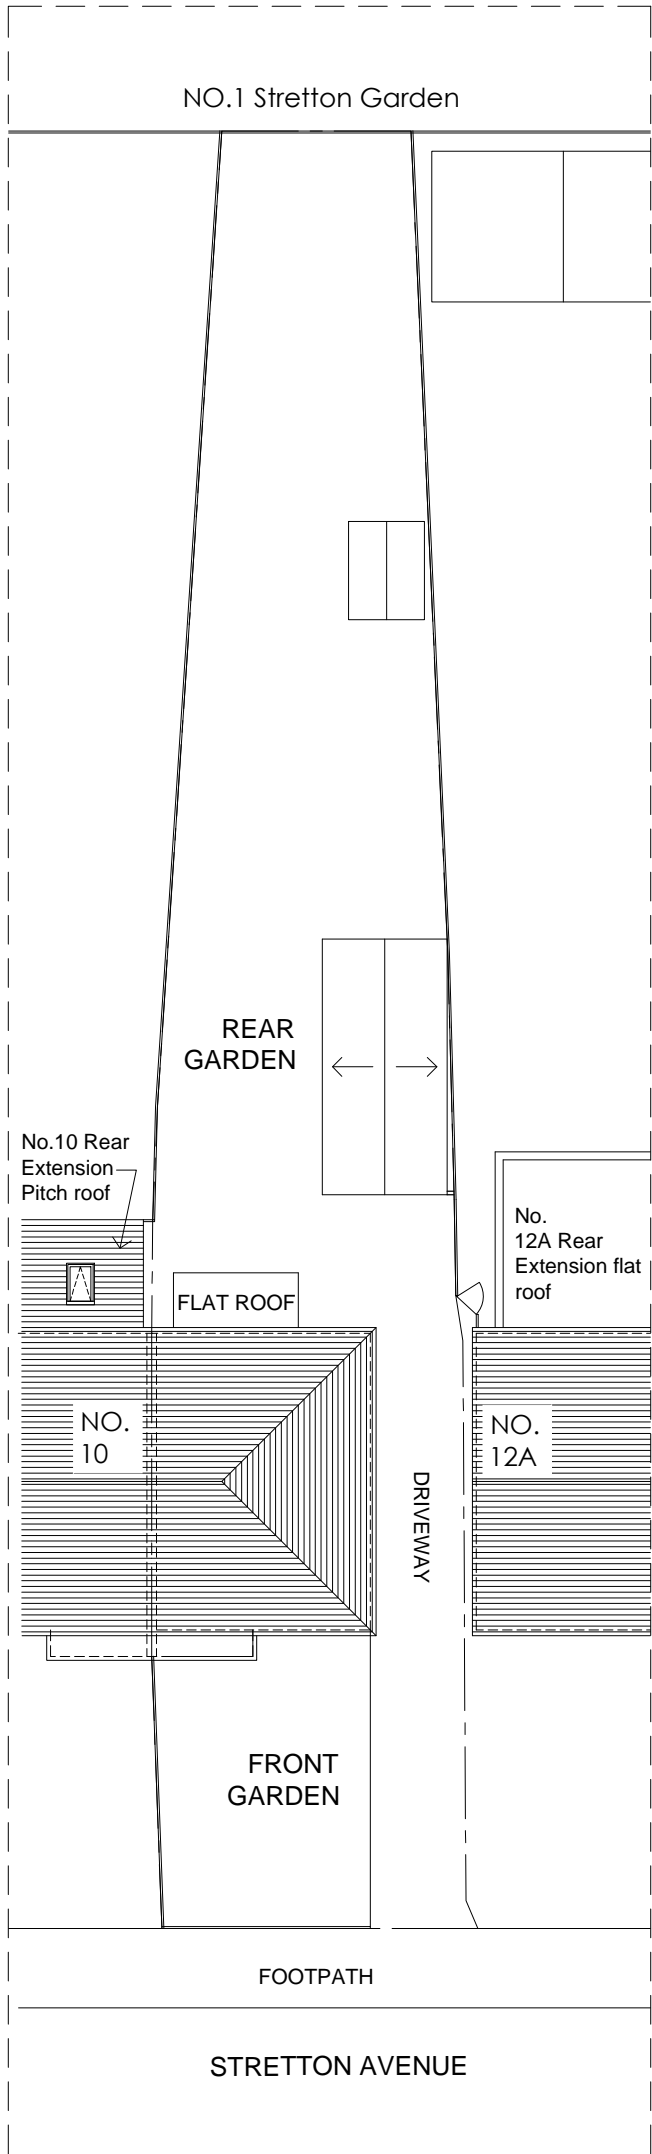 NO.1 Stretton Garden
REAR
GARDEN
No.10 Rear
Extension
Pitch roof
No.
12A Rear
Extension flat
roof
FLAT ROOF
NO.
10
NO.
12A
DRIVEWAY
FRONT
GARDEN
FOOTPATH
STRETTON AVENUE